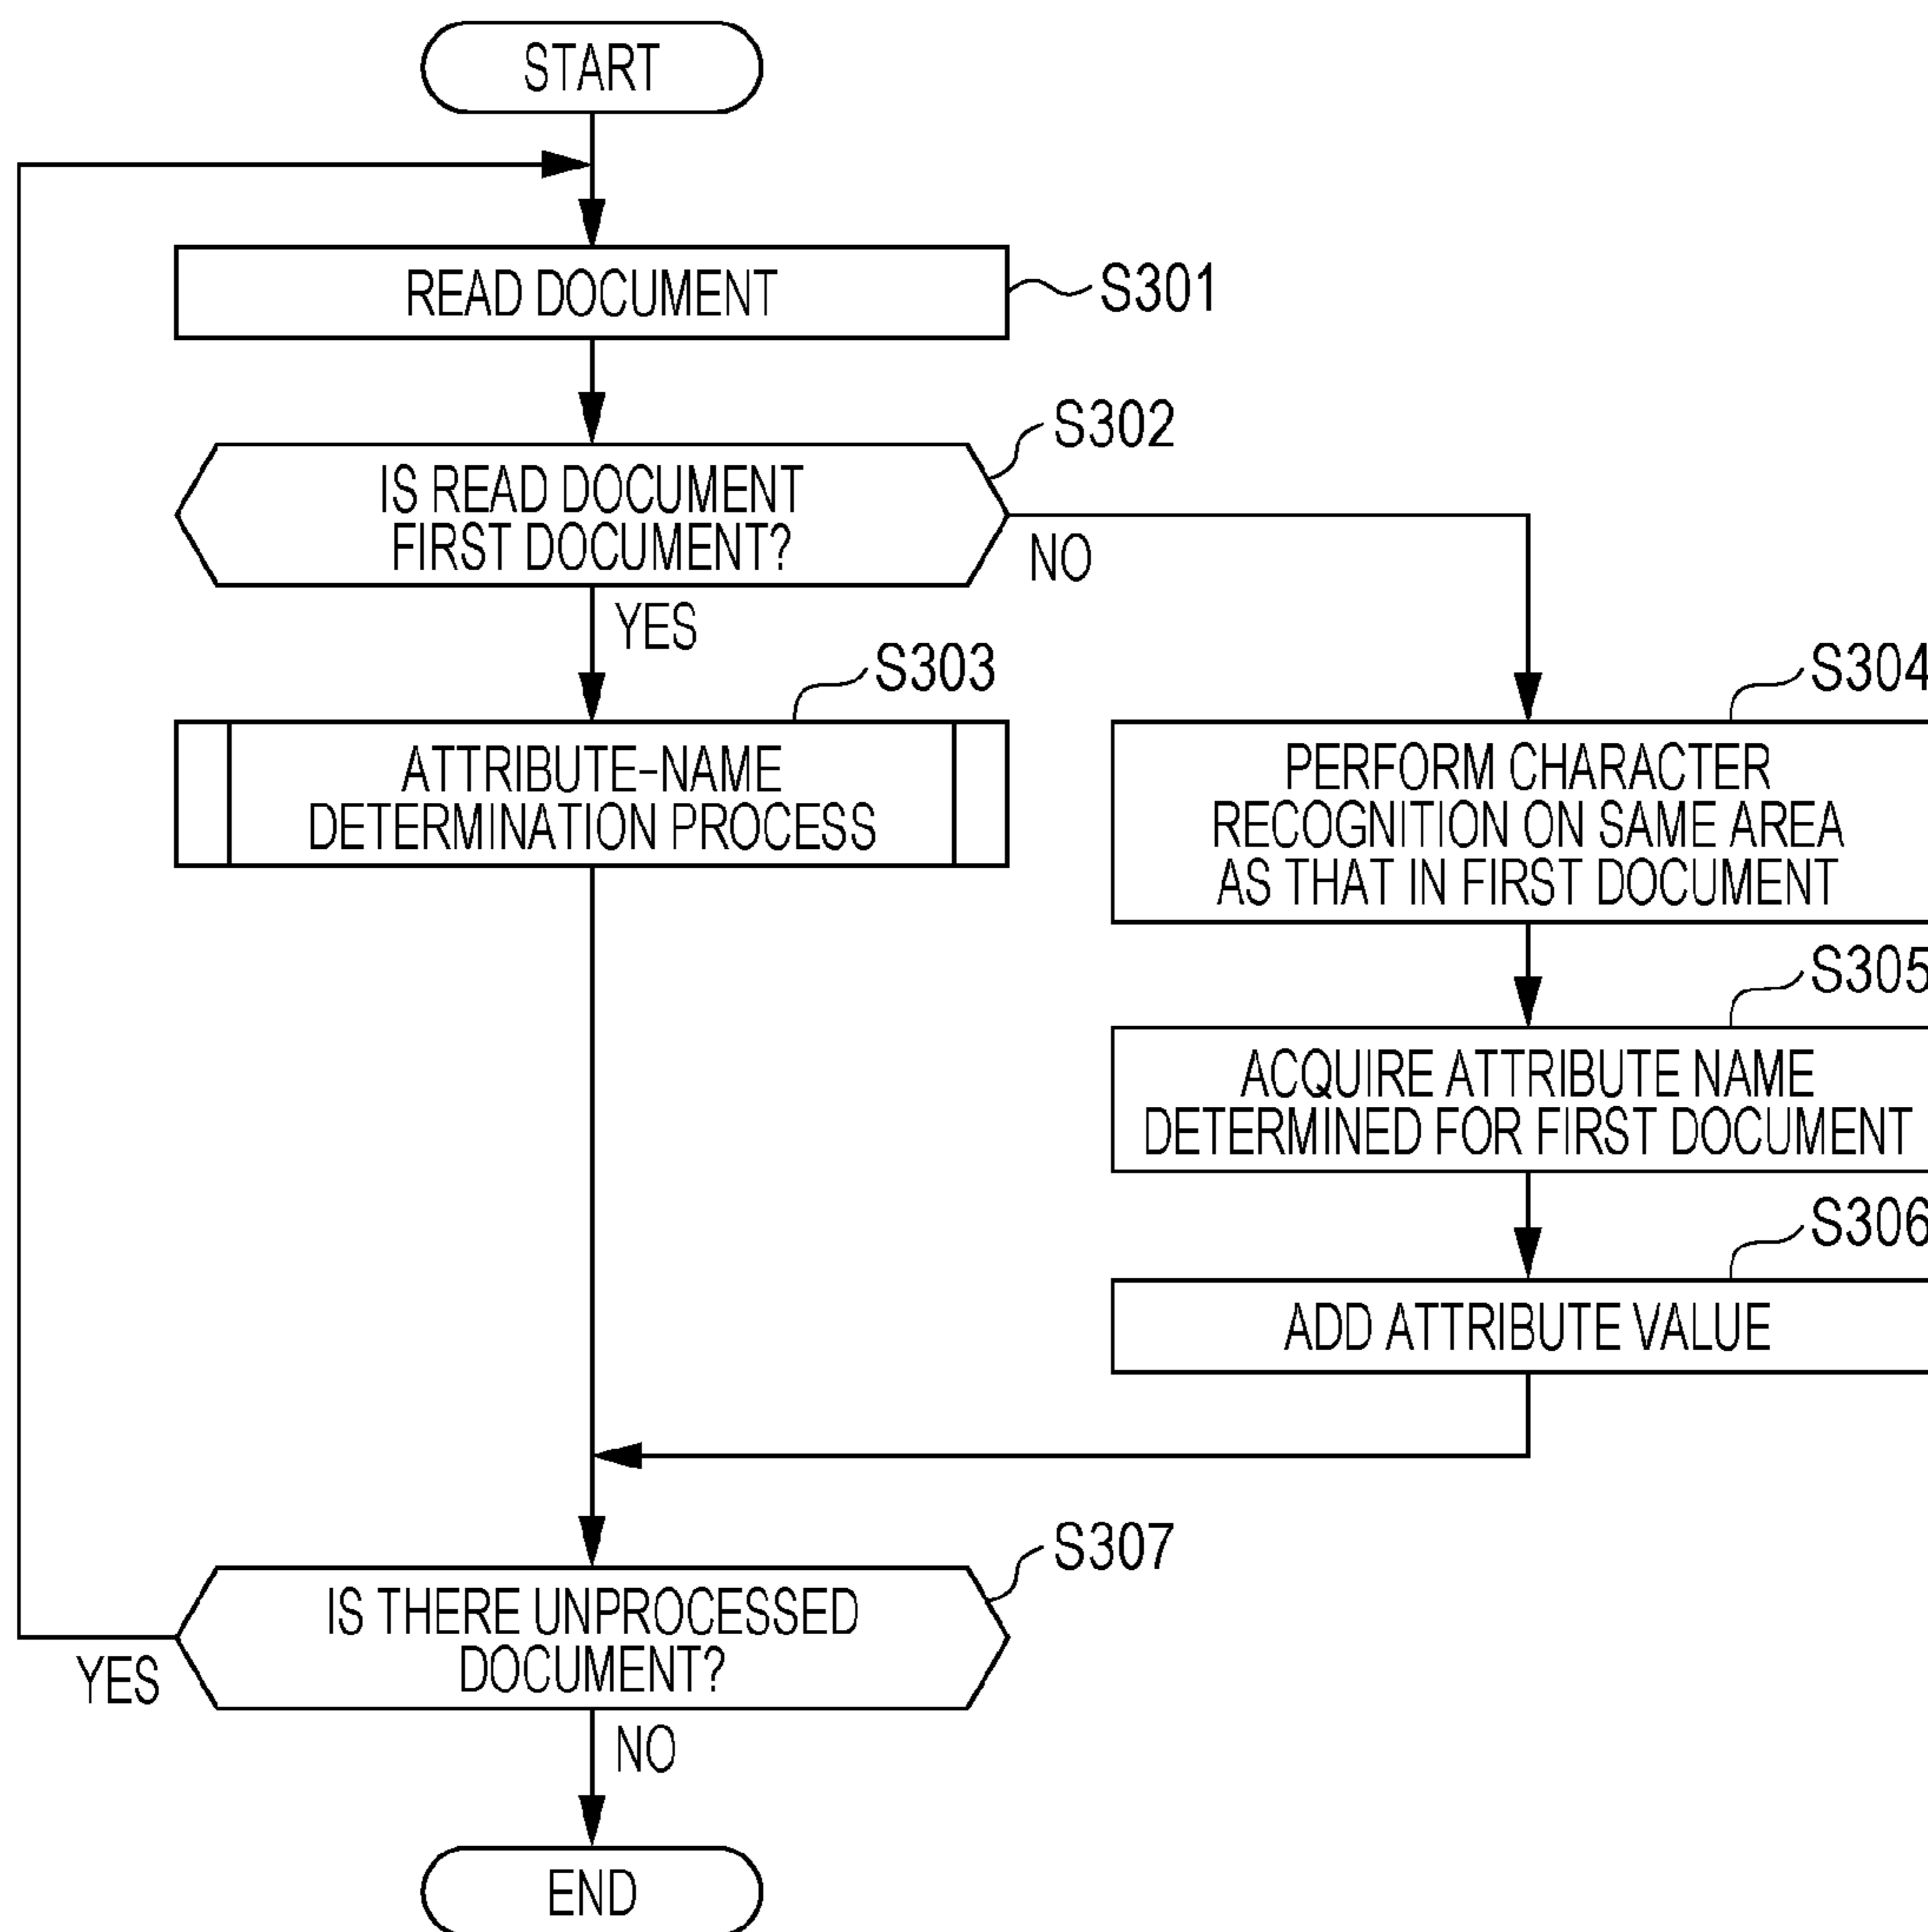 START
READ DOCUMENT
S301
S302
IS READ DOCUMENT
FIRST DOCUMENT?
NO
YES
S303
ATTRIBUTE-NAME
DETERMINATION PROCESS
S304
PERFORM CHARACTER
RECOGNITION ON SAME AREA
AS THAT IN FIRST DOCUMENT
S305
ACQUIRE ATTRIBUTE NAME
DETERMINED FOR FIRST DOCUMENT
S306
ADD ATTRIBUTE VALUE
S307
IS THERE UNPROCESSED
DOCUMENT?
YES
NO
END